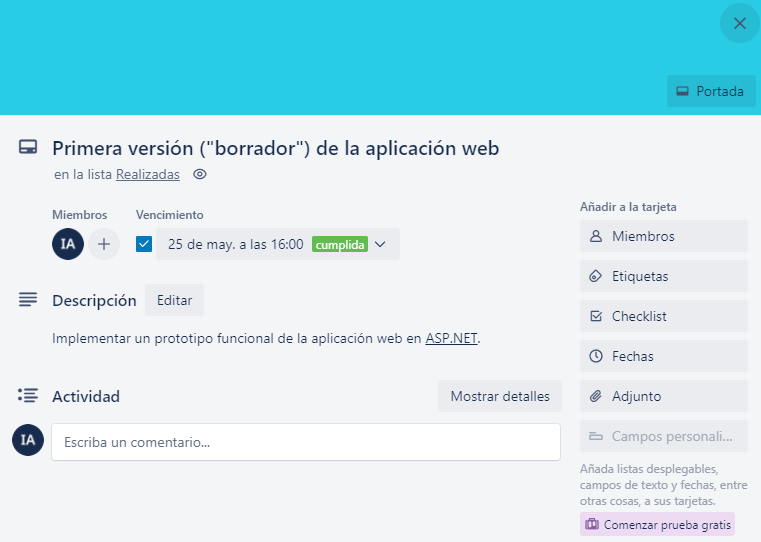 Portada
Primera versión ("borrador") de la aplicación web
en la lista Realizadas
Miembros
Vencimiento
IA
25 de may. a las 16:00 cumplida
Descripción
Editar
Implementar un prototipo funcional de la aplicación web en ASP.NET.
Actividad
Mostrar detalles
IA
Escriba un comentario...
Añadir a la tarjeta
Miembros
Etiquetas
Checklist
Fechas
Adjunto
Campos personali...
Añada listas desplegables,
campos de texto y fechas, entre
otras cosas, a sus tarjetas.
Comenzar prueba gratis